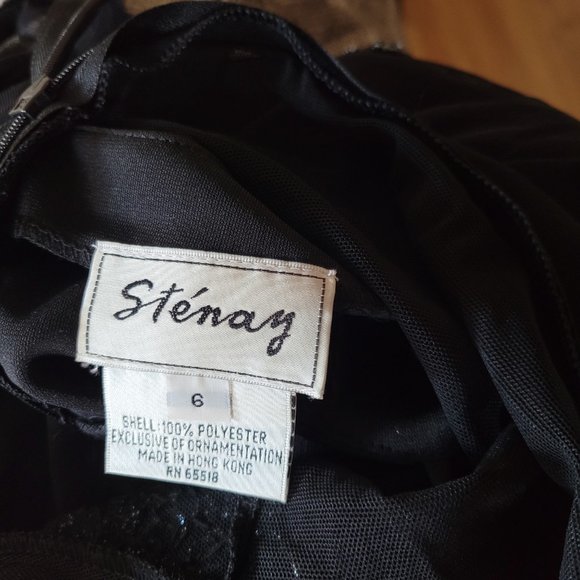 Sténay
6
SHELL: 100% POLYESTER
EXCLUSIVE OF ORNAMENTATION
MADE IN HONG KONG
RN 65518